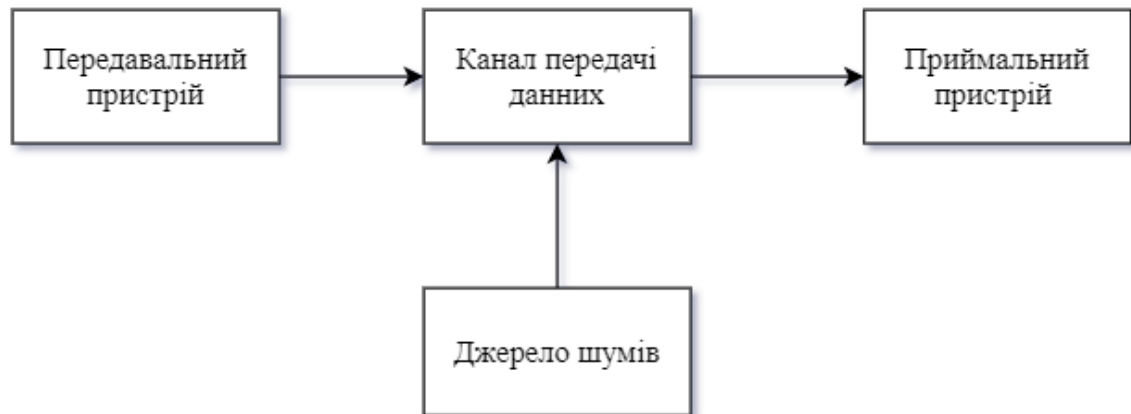 Передавальний
пристрій
Канал передачі
данних
Приймальний
пристрій
Джерело шумів